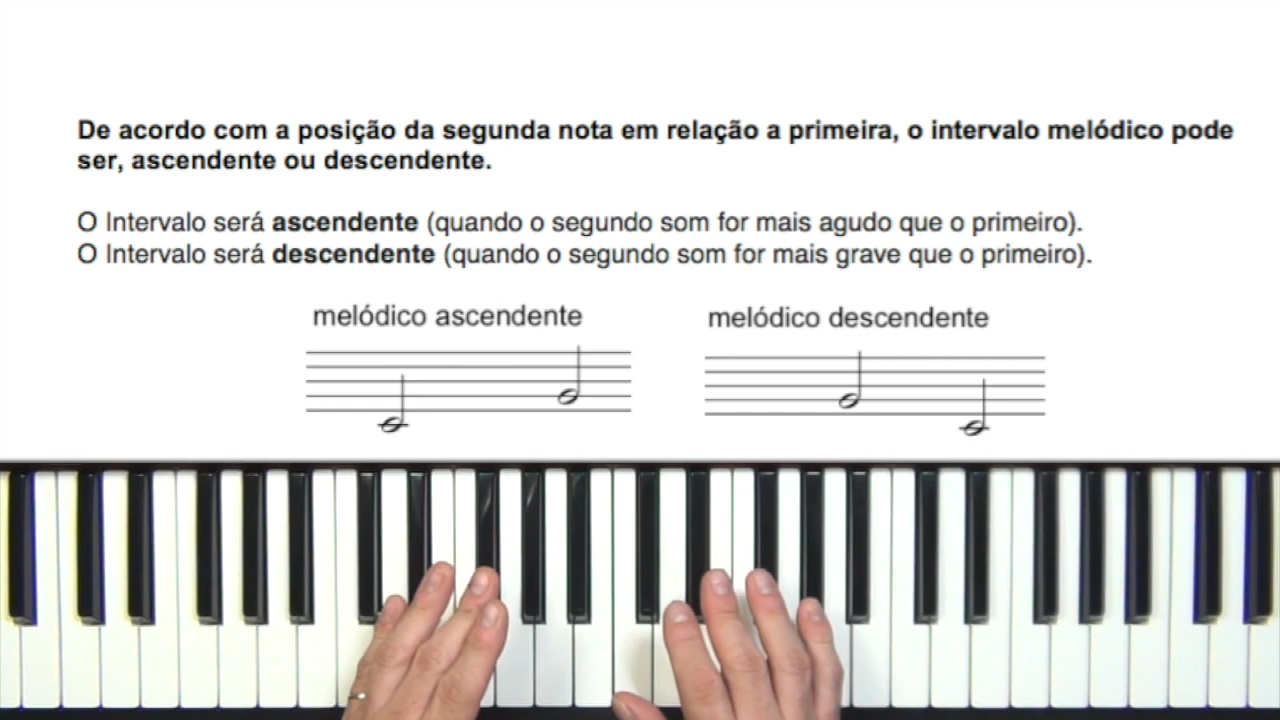 De acordo com a posição da segunda nota em relação a primeira, o intervalo melódico pode
ser, ascendente ou descendente.
O Intervalo será ascendente (quando o segundo som for mais agudo que o primeiro).
O Intervalo será descendente (quando o segundo som for mais grave que o primeiro).
melódico ascendente
melódico descendente